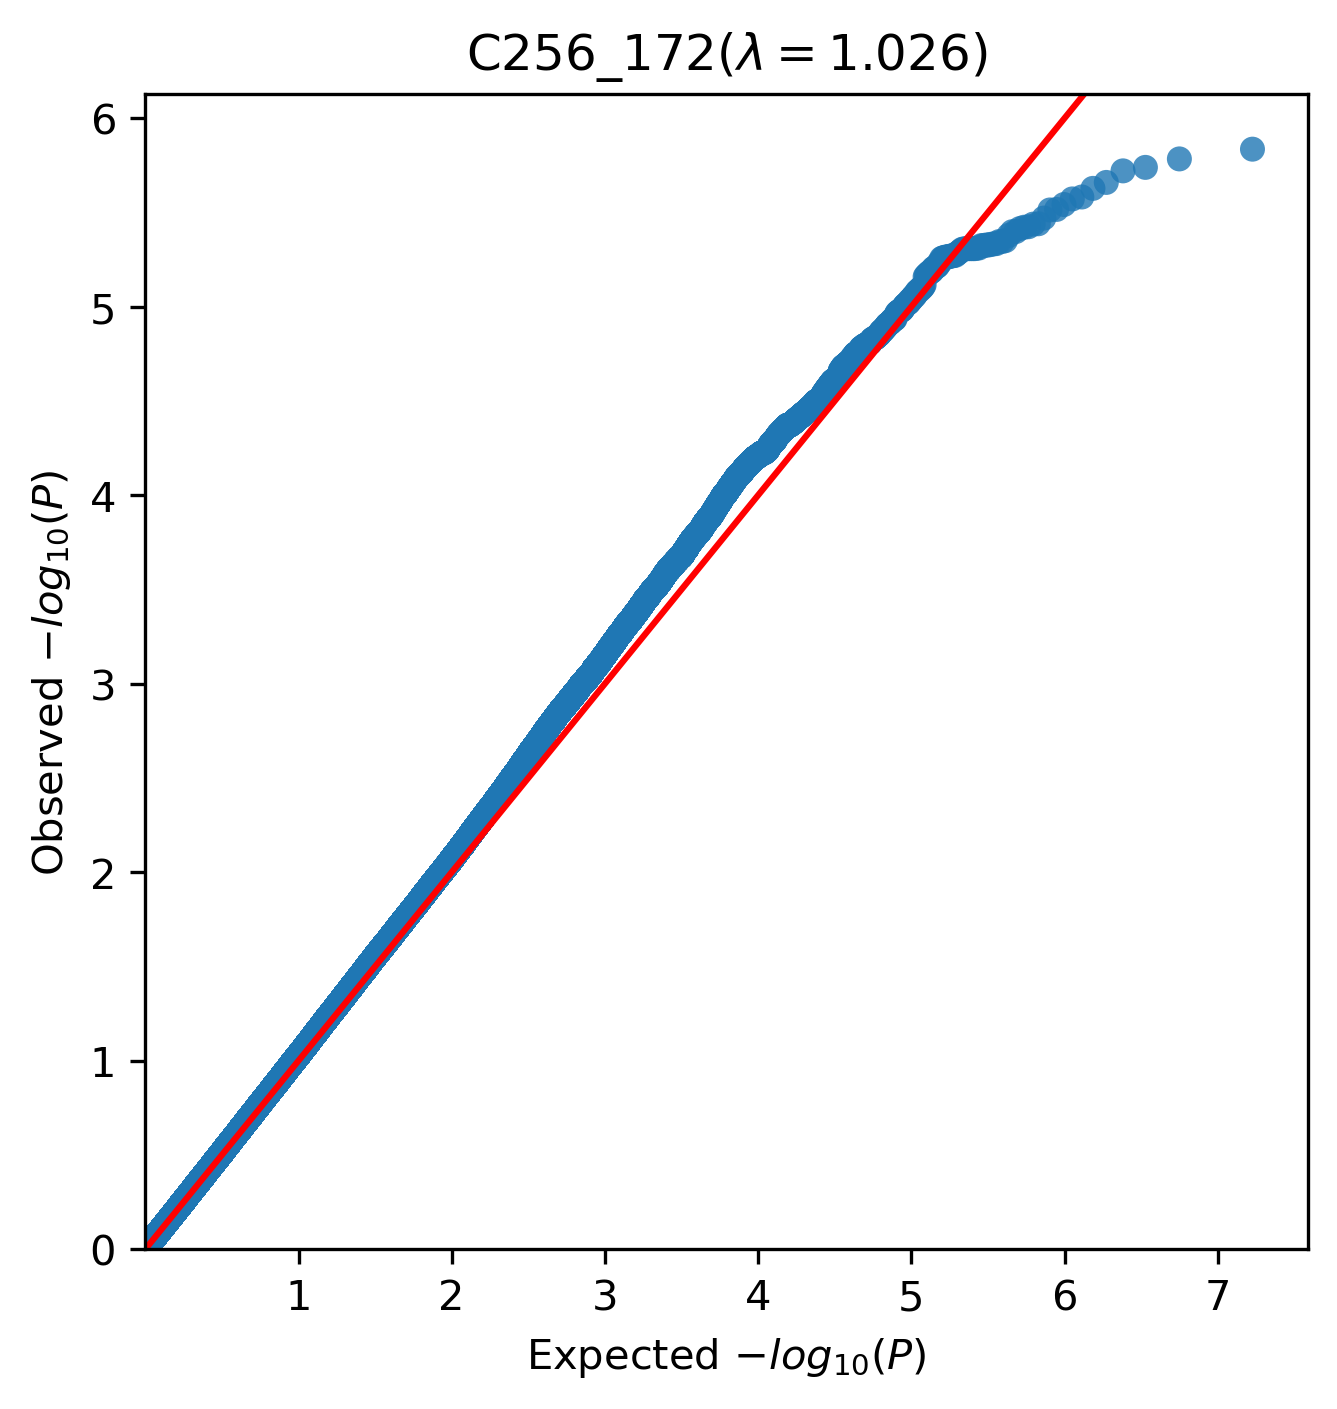 C256_172(λ = 1.026)
6
5
4
3
2
1
0
Observed −log10(P)
1 2 3 4 5 6 7
Expected −log10(P)